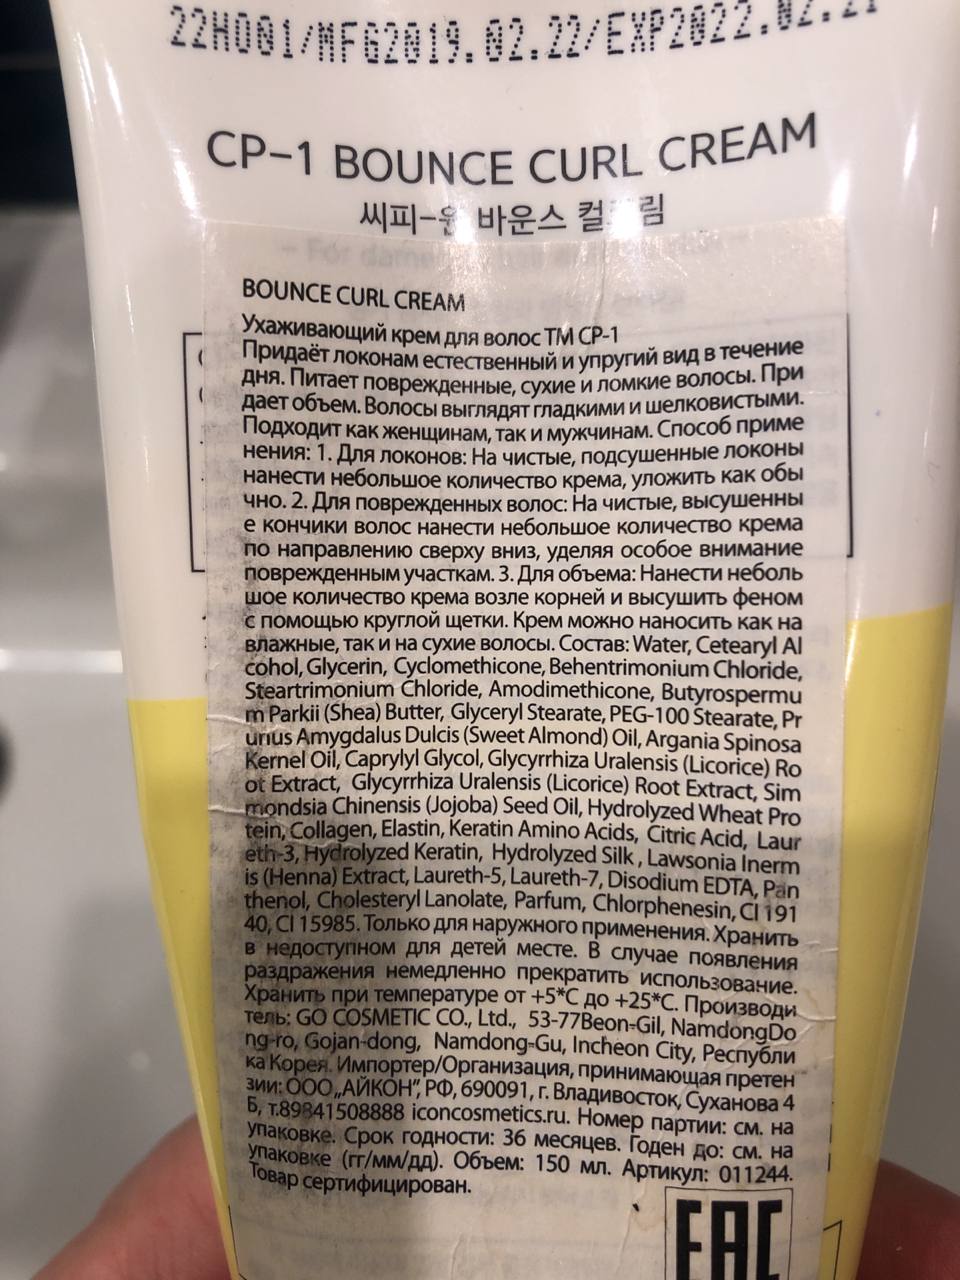 22H001/MFG2019.02.22/EXP2022.02.21
CP-1 BOUNCE CURL CREAM
씨피-원 바운스 컬크림
BOUNCE CURL CREAM
Ухаживающий крем для волос ТМ CP-1
Придаёт локонам естественный и упругий вид в течение
дня. Питает поврежденные, сухие и ломкие волосы. При
дает объем. Волосы выглядят гладкими и шелковистыми.
Подходит как женщинам, так и мужчинам. Способ приме
нения: 1. Для локонов: На чистые, подсушенные локоны
нанести небольшое количество крема, уложить как обы
чно. 2. Для поврежденных волос: На чистые, высушенны
е кончики волос нанести небольшое количество крема
по направлению сверху вниз, уделяя особое внимание
поврежденным участкам. 3. Для объема: Нанести неболь
шое количество крема возле корней и высушить феном
с помощью круглой щетки. Крем можно наносить как на
влажные, так и на сухие волосы. Состав: Water, Cetearyl Al
cohol, Glycerin, Cyclomethicone, Behentrimonium Chloride,
Steartrimonium Chloride, Amodimethicone, Butyrospermu
m Parkii (Shea) Butter, Glyceryl Stearate, PEG-100 Stearate, Pr
unus Amygdalus Dulcis (Sweet Almond) Oil, Argania Spinosa
Kernel Oil, Caprylyl Glycol, Glycyrrhiza Uralensis (Licorice) Ro
ot Extract, Glycyrrhiza Uralensis (Licorice) Root Extract, Sim
mondsia Chinensis (Jojoba) Seed Oil, Hydrolyzed Wheat Pro
tein, Collagen, Elastin, Keratin Amino Acids, Citric Acid, Laur
eth-3, Hydrolyzed Keratin, Hydrolyzed Silk , Lawsonia Inerm
is (Henna) Extract, Laureth-5, Laureth-7, Disodium EDTA, Pan
thenol, Cholesteryl Lanolate, Parfum, Chlorphenesin, CI 191
40, CI 15985. Только для наружного применения. Хранить
в недоступном для детей месте. В случае появления
раздражения немедленно прекратить использование.
Хранить при температуре от +5*С до +25*С. Производи
тель: GO COSMETIC CO., Ltd., 53-77Beon-Gil, NamdongDo
ng-ro, Gojan-dong, Namdong-Gu, Incheon City, Республи
ка Корея. Импортер/Организация, принимающая претен
зии: ООО „АЙКОН", РФ, 690091, г. Владивосток, Суханова 4
Б, т.89841508888 iconcosmetics.ru. Номер партии: см. на
упаковке. Срок годности: 36 месяцев. Годен до: см. на
упаковке (гг/мм/дд). Объем: 150 мл. Артикул: 011244.
Товар сертифицирован.
EAC